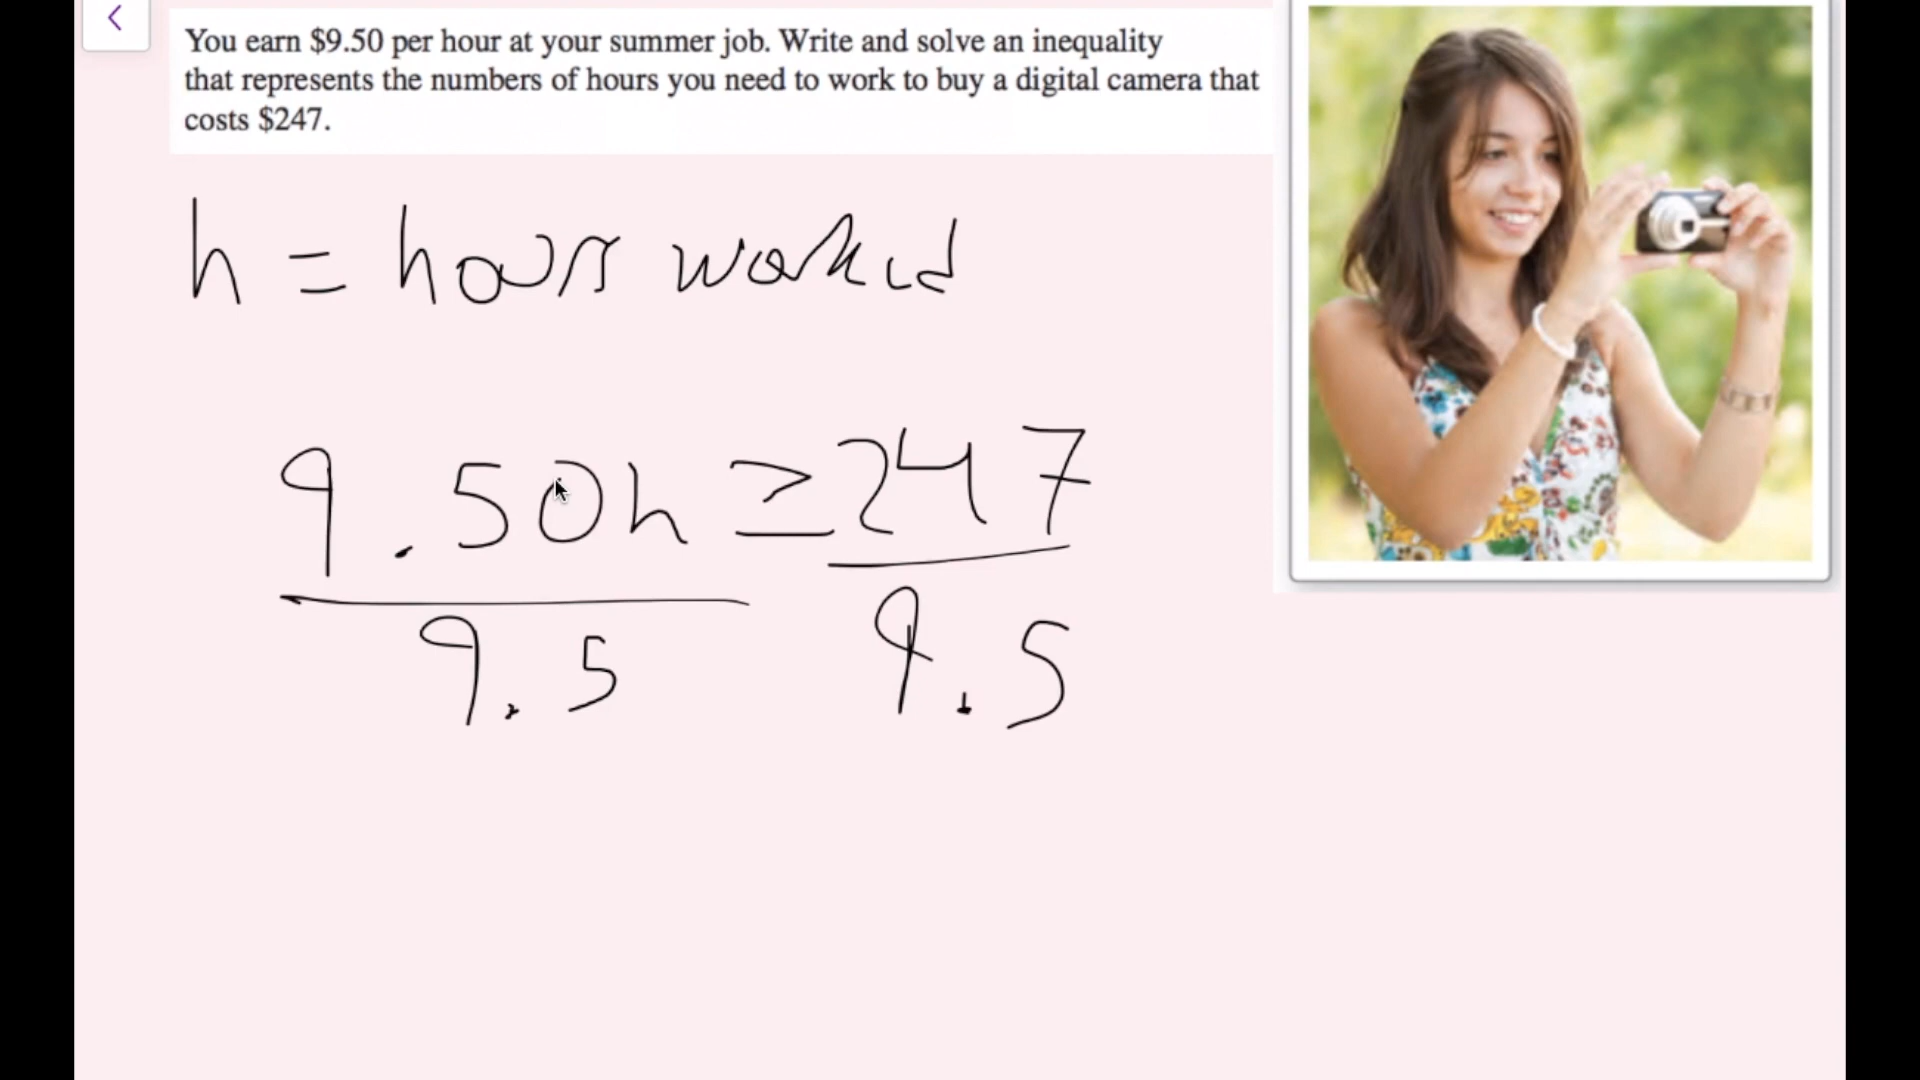 You earn $9.50 per hour at your summer job. Write and solve an inequality
that represents the numbers of hours you need to work to buy a digital camera that
costs $247.
h = hours worked
9.50h ≥ 247
9.5 9.5